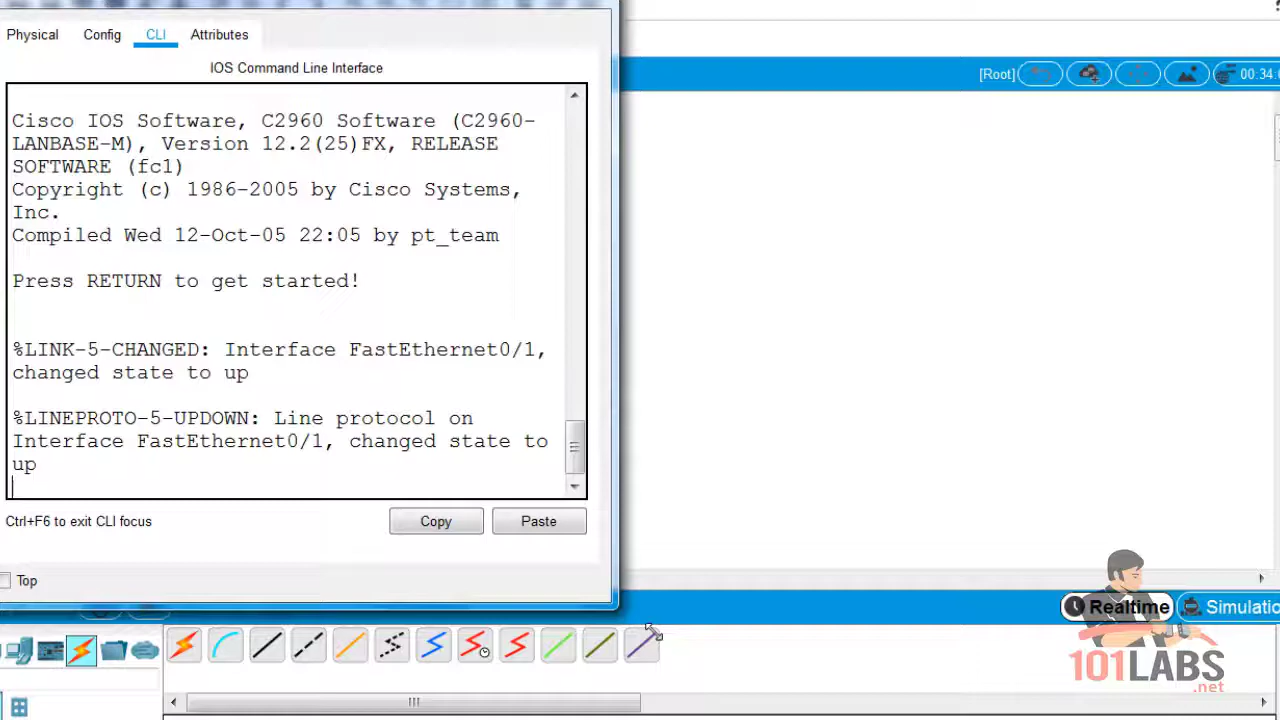 Physical Config CLI Attributes
IOS Command Line Interface
[Root]
00:34:
Cisco IOS Software, C2960 Software (C2960-
LANBASE-M), Version 12.2(25)FX, RELEASE
SOFTWARE (fc1)
Copyright (c) 1986-2005 by Cisco Systems,
Inc.
Compiled Wed 12-Oct-05 22:05 by pt_team
Press RETURN to get started!
%LINK-5-CHANGED: Interface FastEthernet0/1,
changed state to up
%LINEPROTO-5-UPDOWN: Line protocol on
Interface FastEthernet0/1, changed state to
up
Ctrl+F6 to exit CLI focus
Copy Paste
Top
Realtime Simulatio
101LABS
.net